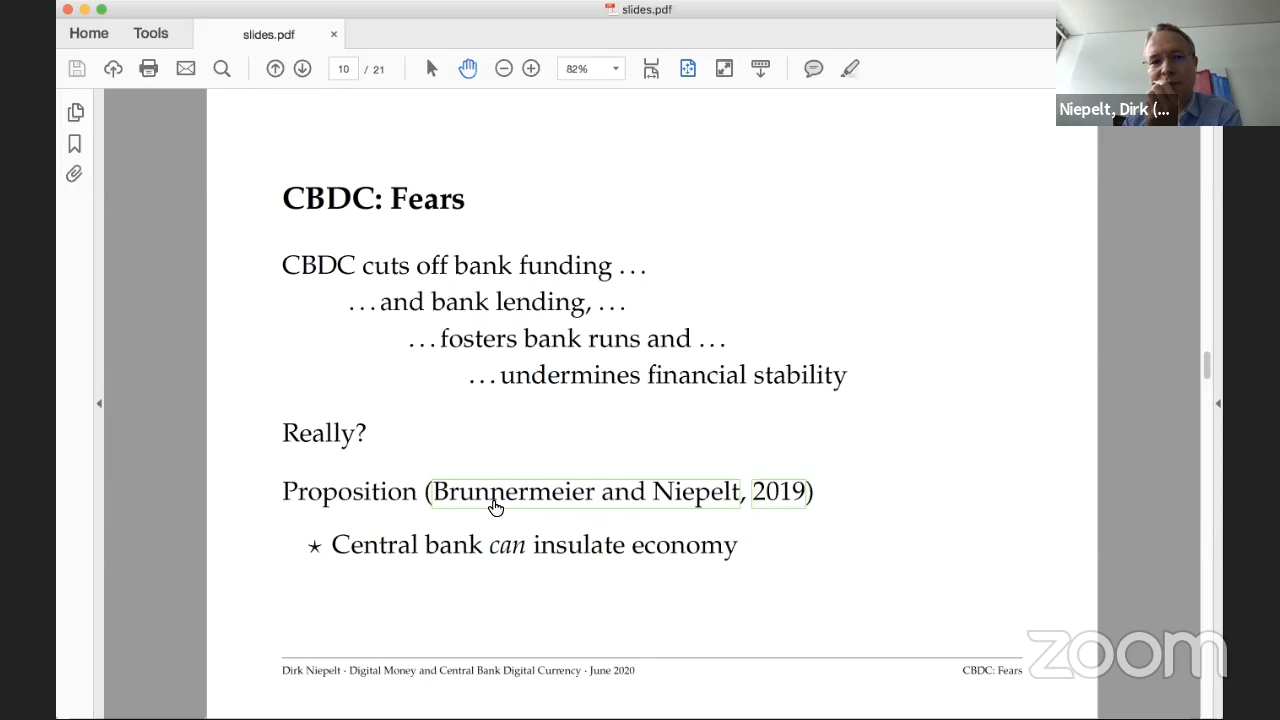 slides.pdf
Home
Tools
slides.pdf ×
10 / 21
82%
Niepelt, Dirk (...
CBDC: Fears
CBDC cuts off bank funding ...
... and bank lending, ...
... fosters bank runs and ...
... undermines financial stability
Really?
Proposition (Brunnermeier and Niepelt, 2019)
⋆ Central bank can insulate economy
Dirk Niepelt · Digital Money and Central Bank Digital Currency · June 2020
CBDC: Fears
zoom